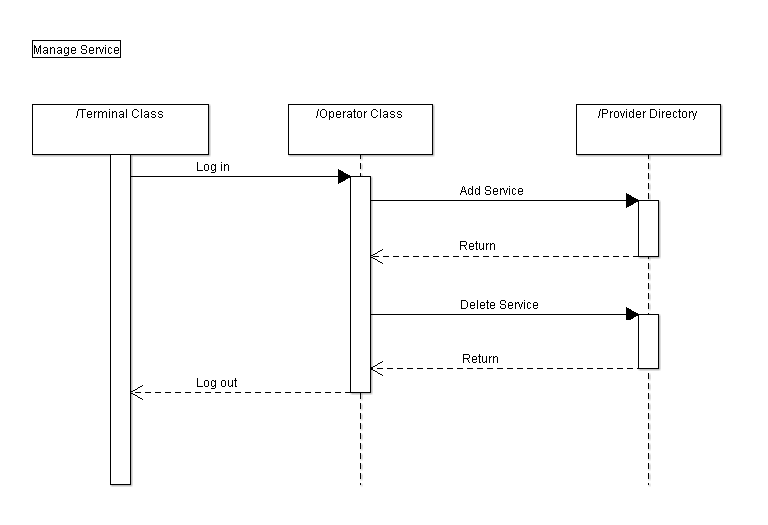 Manage Service
/Terminal Class
/Operator Class
/Provider Directory
Log in
Add Service
Return
Delete Service
Return
Log out